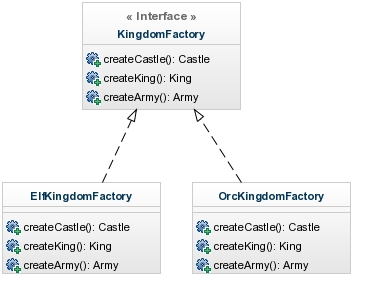 « Interface »
KingdomFactory
createCastle(): Castle
createKing(): King
createArmy(): Army
ElfKingdomFactory
createCastle(): Castle
createKing(): King
createArmy(): Army
OrcKingdomFactory
createCastle(): Castle
createKing(): King
createArmy(): Army